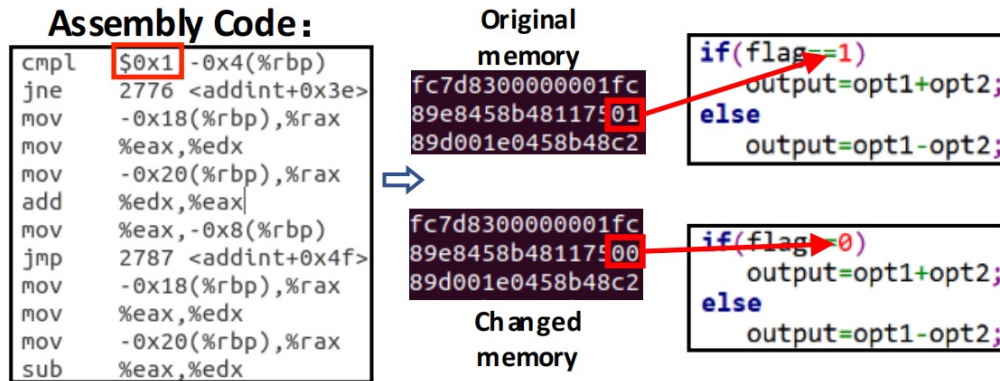 Assembly Code:
cmpl $0x1 -0x4(%rbp)
jne 2776 <addint+0x3e>
mov -0x18(%rbp),%rax
mov %eax,%edx
mov -0x20(%rbp),%rax
add %edx,%eax
mov %eax,-0x8(%rbp)
jmp 2787 <addint+0x4f>
mov -0x18(%rbp),%rax
mov %eax,%edx
mov -0x20(%rbp),%rax
sub %eax,%edx
Original
memory
fc7d8300000001fc
89e8458b48117501
89d001e0458b48c2
if(flag==1)
output=opt1+opt2;
else
output=opt1-opt2;
fc7d8300000001fc
89e8458b48117500
89d001e0458b48c2
Changed
memory
if(flag==0)
output=opt1+opt2;
else
output=opt1-opt2;